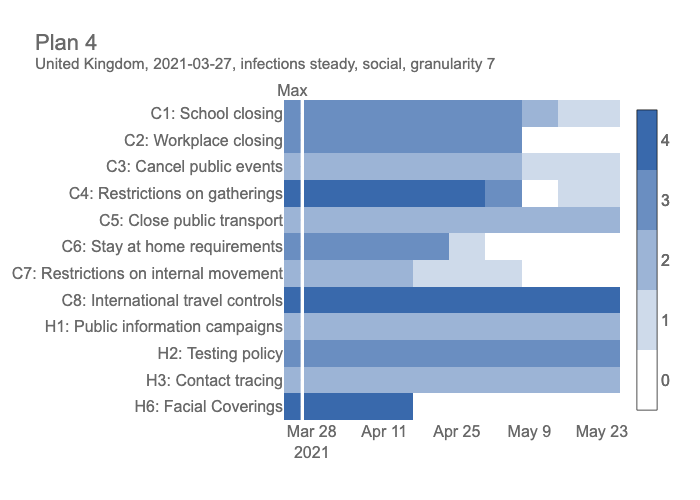 Plan 4
United Kingdom, 2021-03-27, infections steady, social, granularity 7
Max
C1: School closing
C2: Workplace closing
C3: Cancel public events
C4: Restrictions on gatherings
C5: Close public transport
C6: Stay at home requirements
C7: Restrictions on internal movement
C8: International travel controls
H1: Public information campaigns
H2: Testing policy
H3: Contact tracing
H6: Facial Coverings
4
3
2
1
0
Mar 28 Apr 11 Apr 25 May 9 May 23
2021